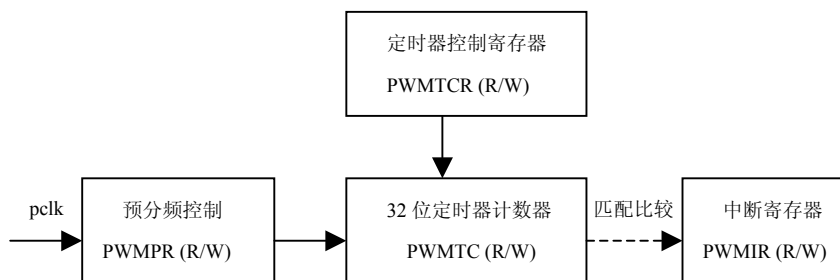 定时器控制寄存器
PWMTCR (R/W)
pclk
预分频控制
PWMPR (R/W)
32 位定时器计数器
PWMTC (R/W)
匹配比较
中断寄存器
PWMIR (R/W)